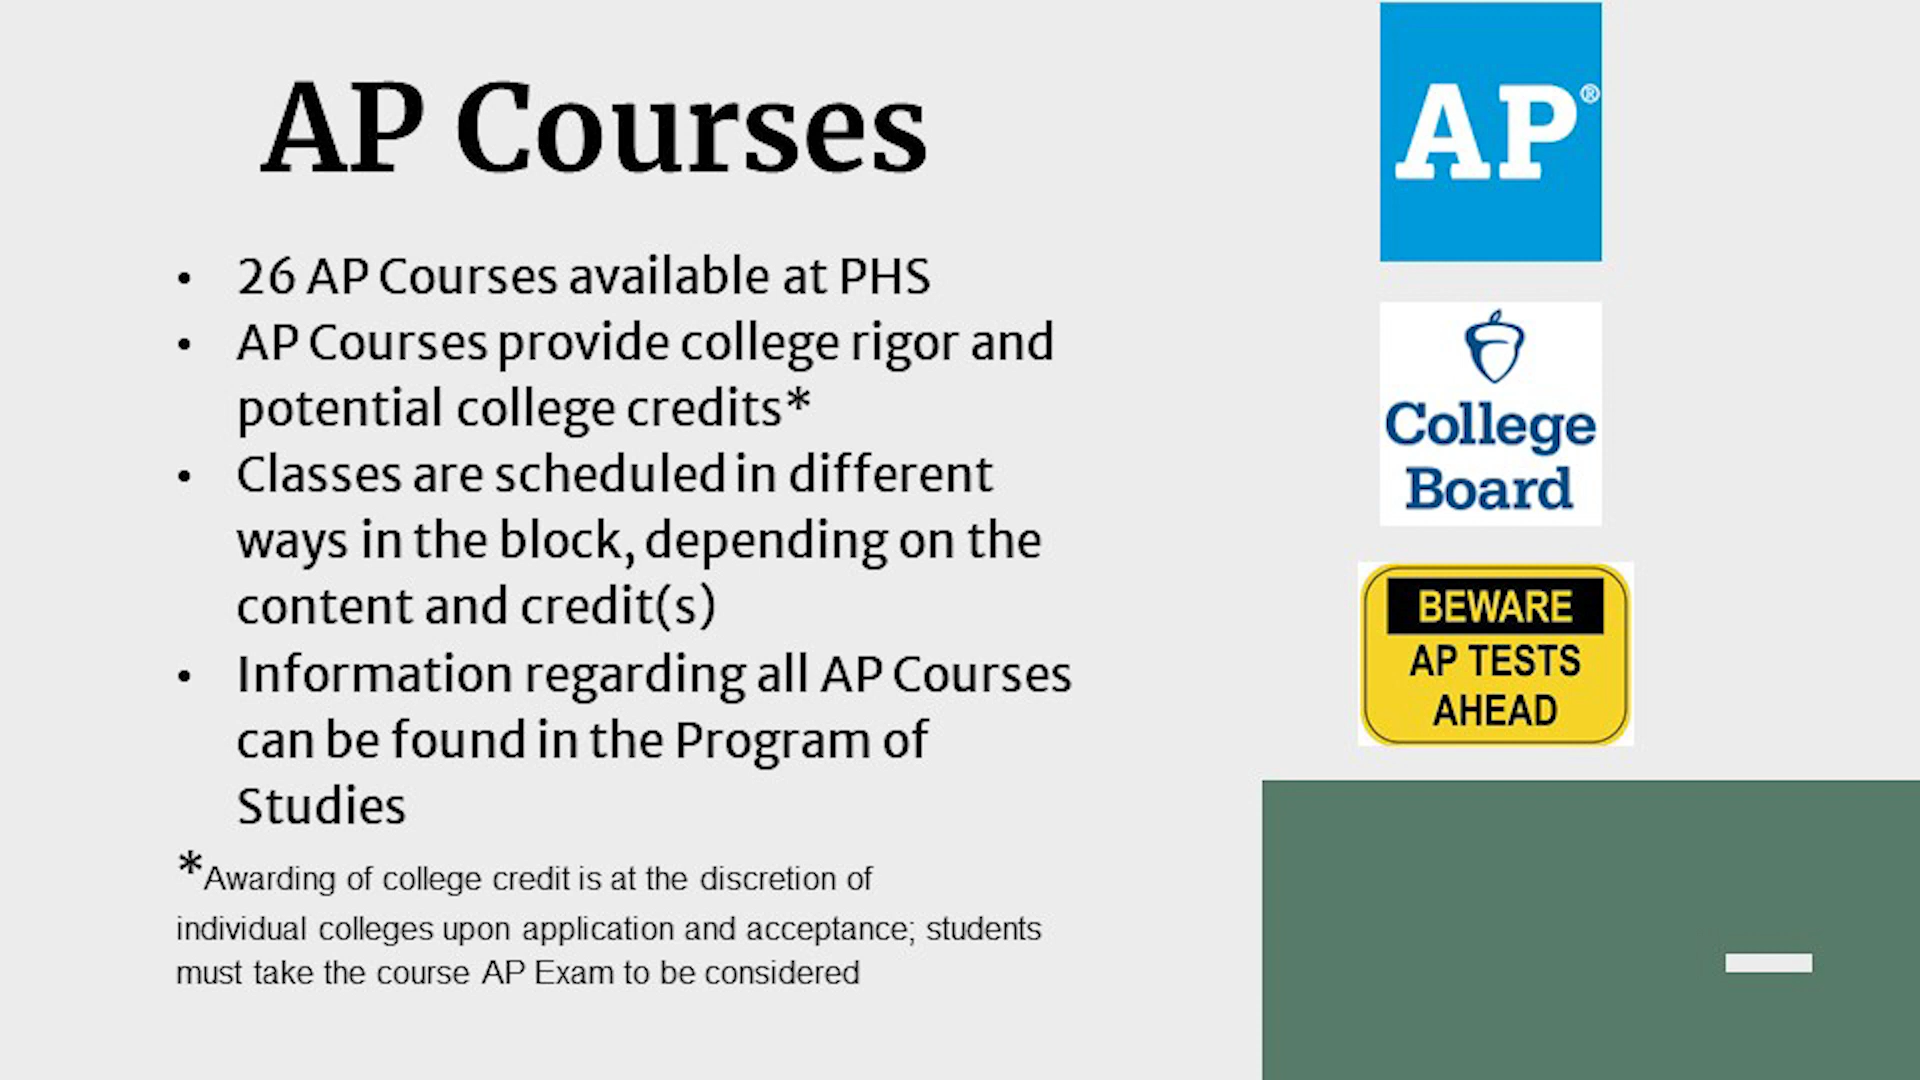 AP Courses
• 26 AP Courses available at PHS
• AP Courses provide college rigor and
potential college credits*
• Classes are scheduled in different
ways in the block, depending on the
content and credit(s)
• Information regarding all AP Courses
can be found in the Program of
Studies
*Awarding of college credit is at the discretion of
individual colleges upon application and acceptance; students
must take the course AP Exam to be considered
AP®
College
Board
BEWARE
AP TESTS
AHEAD